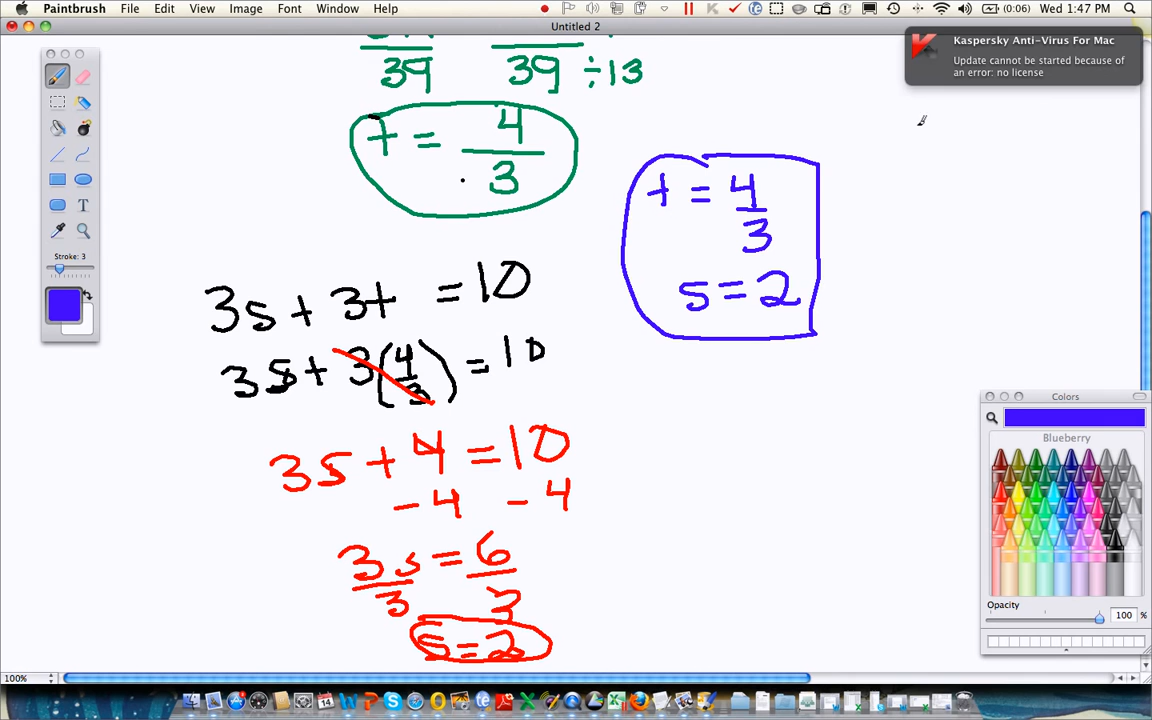 Paintbrush File Edit View Image Font Window Help (0:06) Wed 1:47 PM
Untitled 2
Kaspersky Anti-Virus For Mac
Update cannot be started because of
an error: no license
39 39 ÷13
t = 4/3
t = 4/3
s = 2
3s + 3t = 10
3s + 3(4/3) = 10
3s + 4 = 10
- 4 - 4
3s/3 = 6/3
s = 2
Stroke: 3
Colors
Blueberry
Opacity
100 %
100%